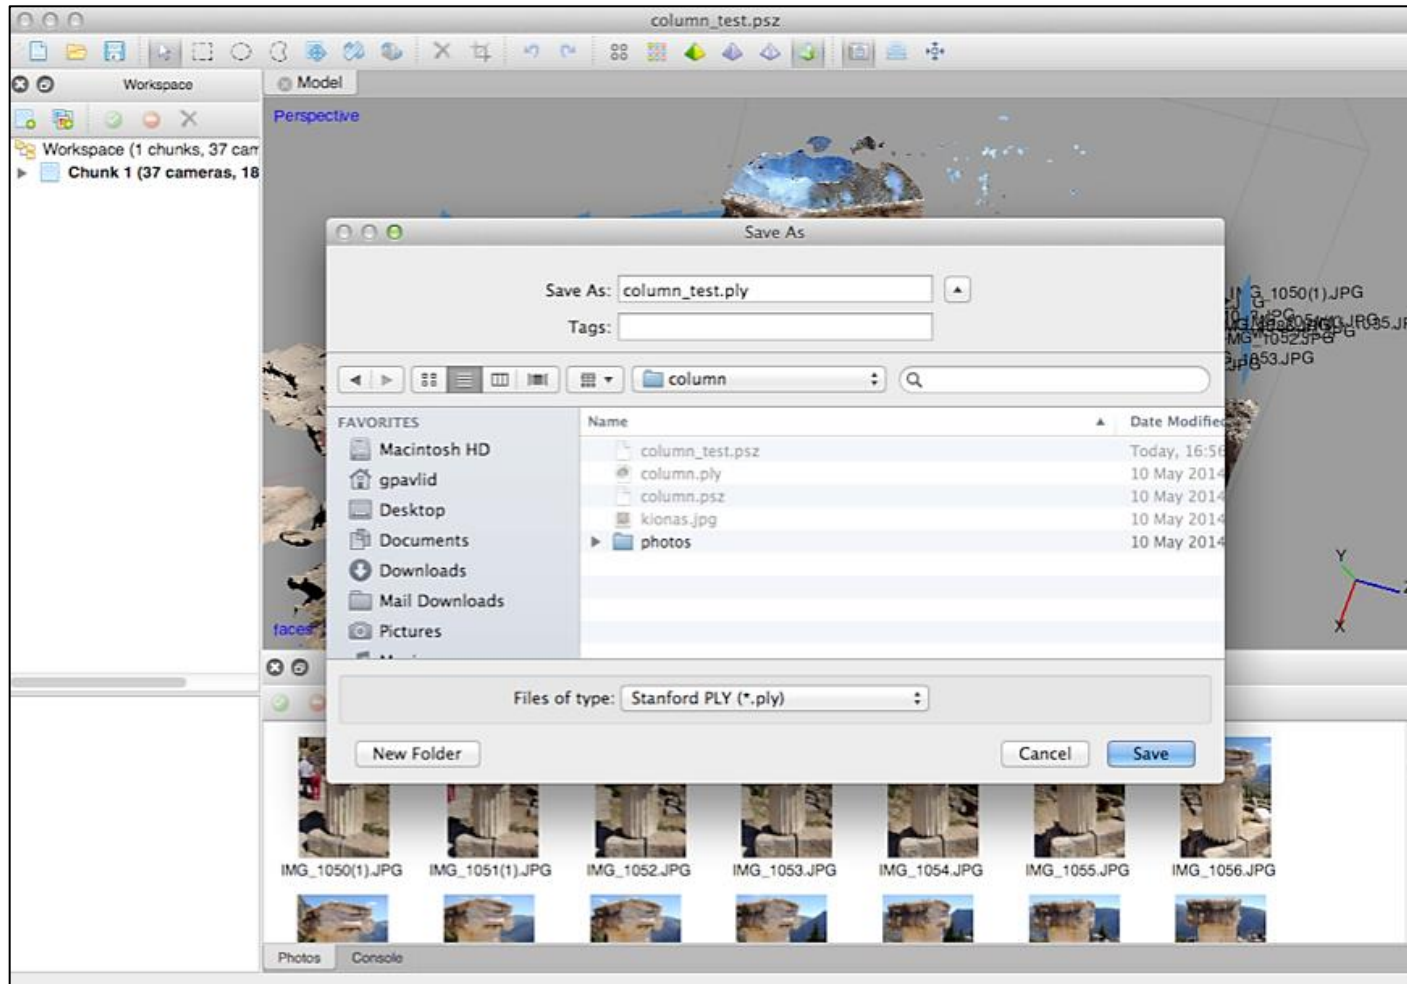 column_test.psz
Workspace
Model
Perspective
Workspace (1 chunks, 37 cam
Chunk 1 (37 cameras, 18
Save As
Save As: column_test.ply
Tags:
column
FAVORITES
Name
Date Modified
Macintosh HD
column_test.psz
Today, 16:56
gpavlid
column.ply
10 May 2014
Desktop
column.psz
10 May 2014
kionas.jpg
10 May 2014
Documents
photos
10 May 2014
Downloads
Mail Downloads
Pictures
IMG_1050(1).JPG
Y
Z
X
faces
Files of type: Stanford PLY (*.ply)
New Folder
Cancel
Save
IMG_1050(1).JPG
IMG_1051(1).JPG
IMG_1052.JPG
IMG_1053.JPG
IMG_1054.JPG
IMG_1055.JPG
IMG_1056.JPG
Photos
Console